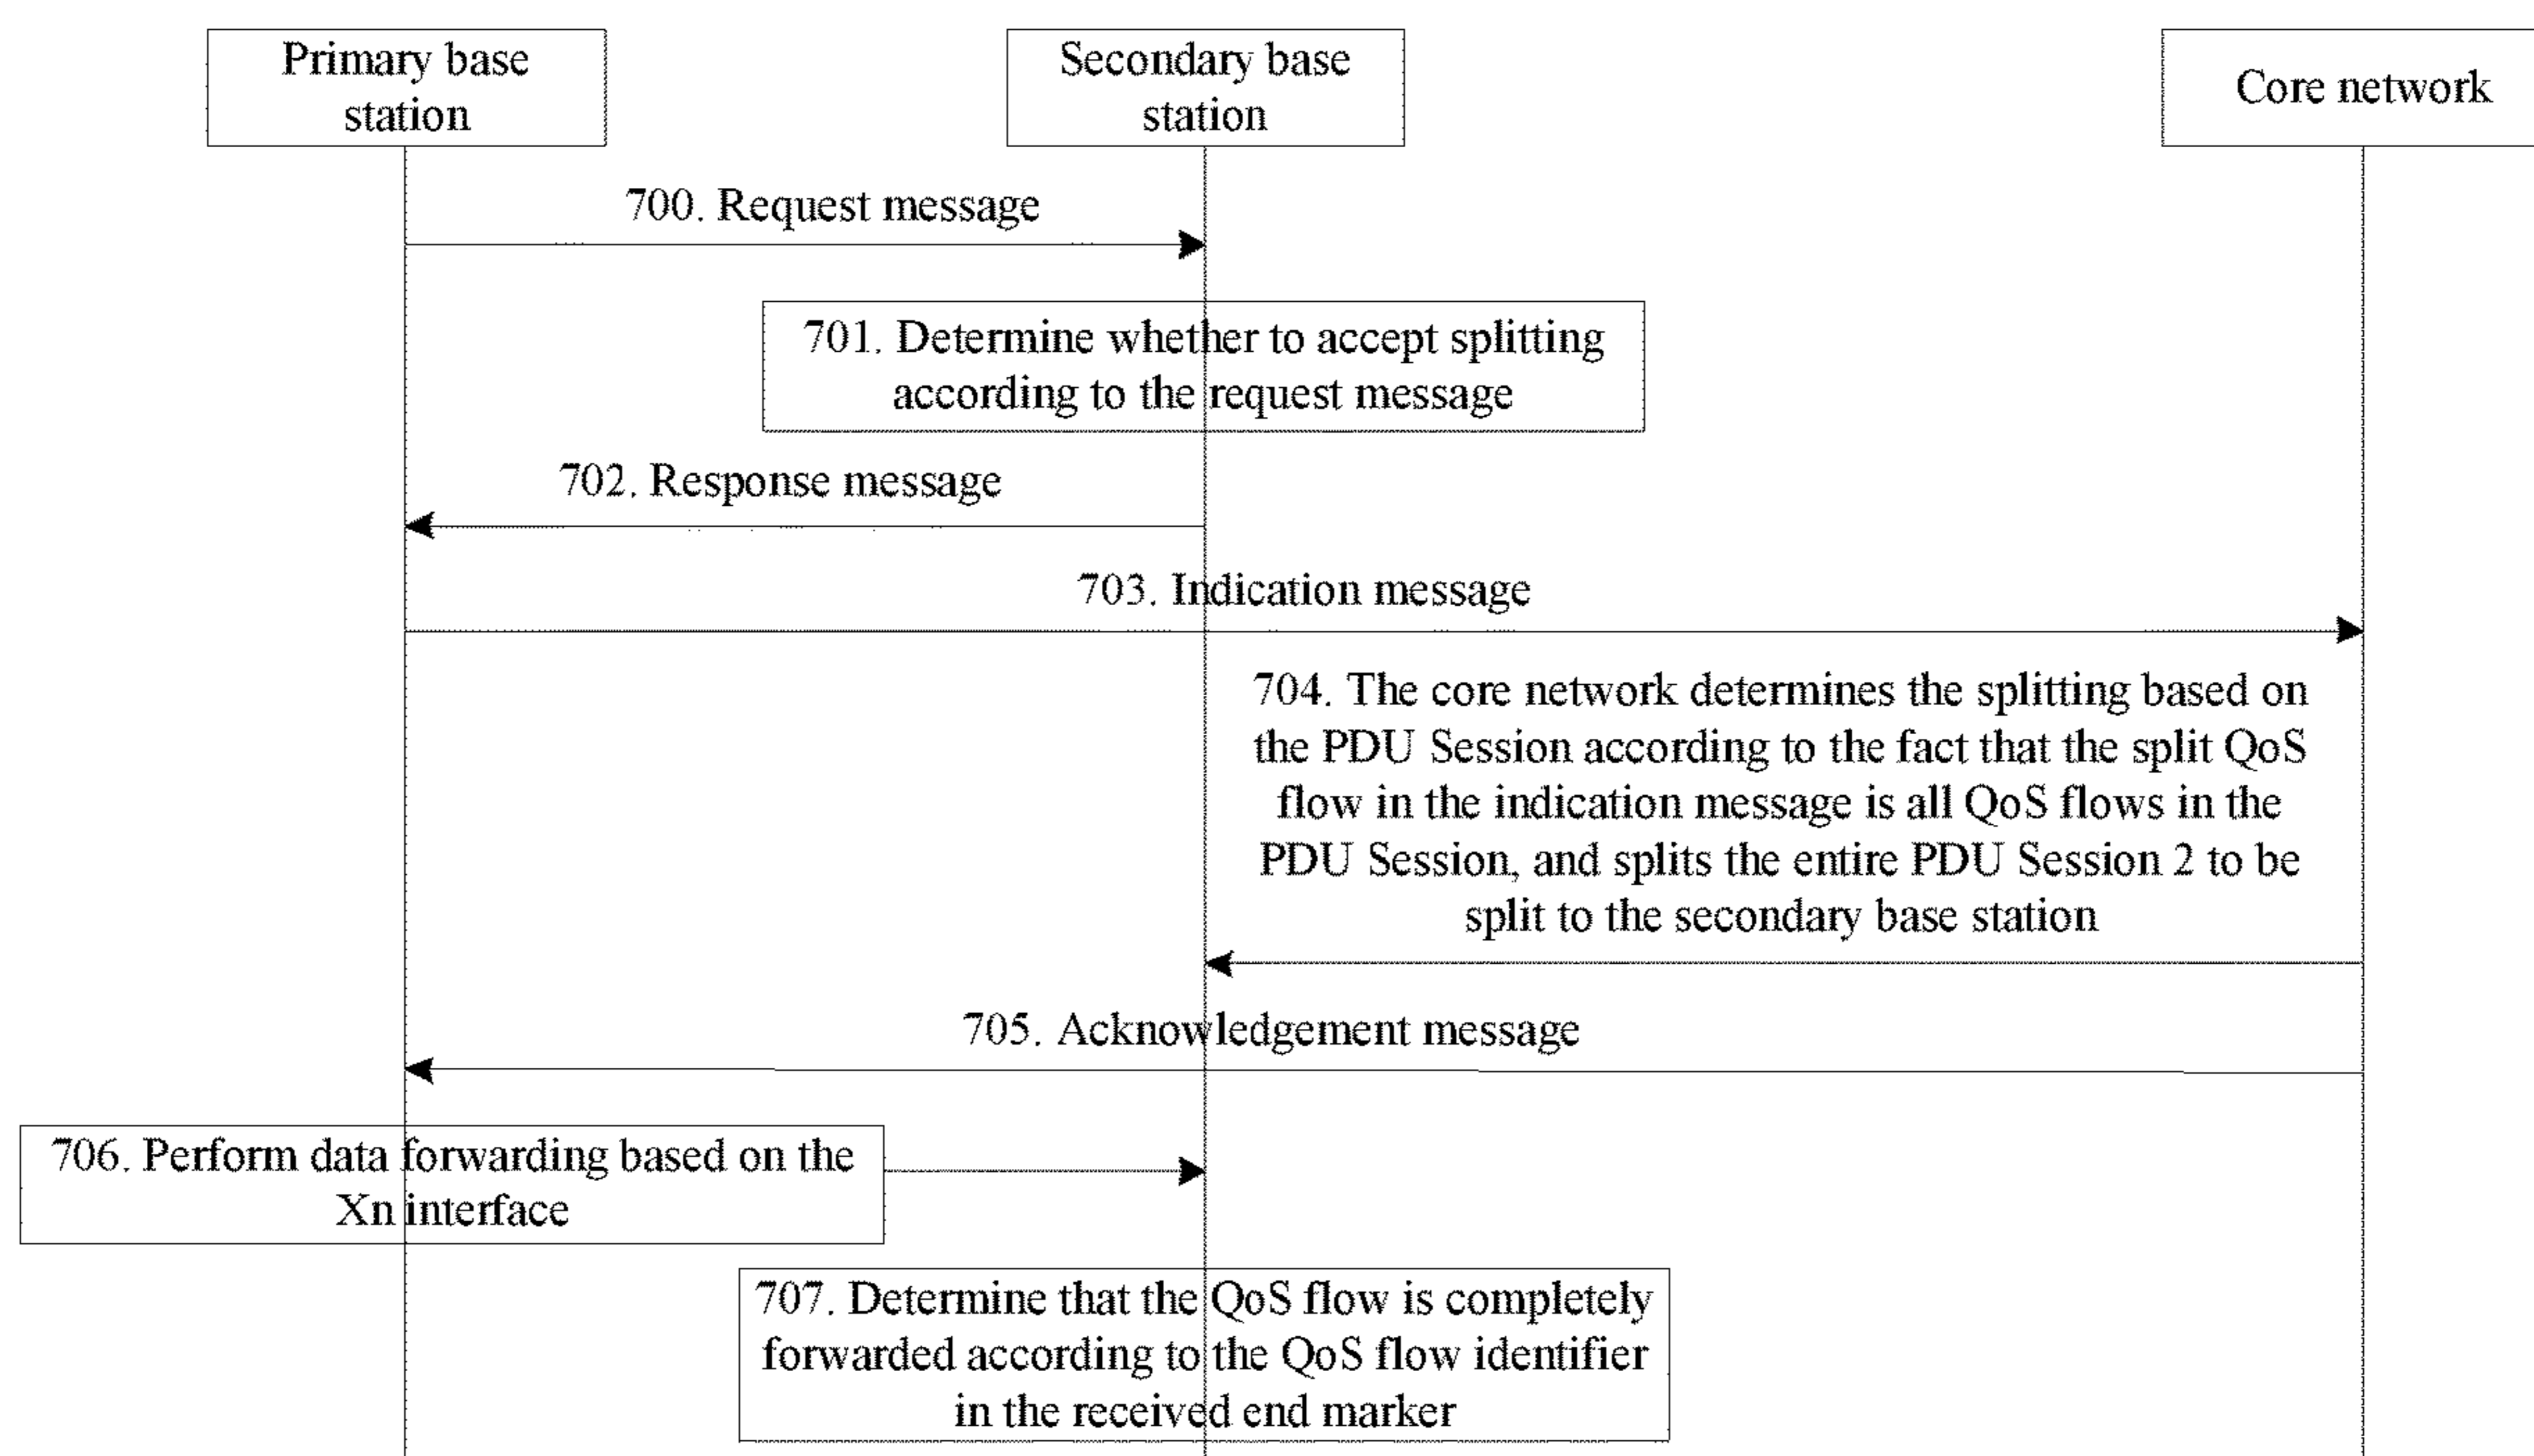 Primary base
station
Secondary base
station
Core network
700. Request message
701. Determine whether to accept splitting
according to the request message
702. Response message
703. Indication message
704. The core network determines the splitting based on
the PDU Session according to the fact that the split QoS
flow in the indication message is all QoS flows in the
PDU Session, and splits the entire PDU Session 2 to be
split to the secondary base station
705. Acknowledgement message
706. Perform data forwarding based on the
Xn interface
707. Determine that the QoS flow is completely
forwarded according to the QoS flow identifier
in the received end marker